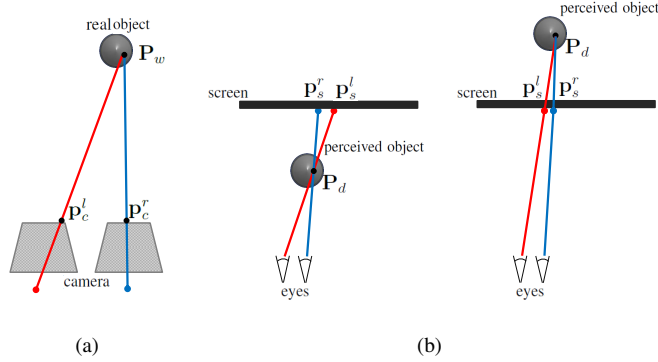 real object
P_w
p_c^l
p_c^r
camera
(a)
p_s^r
p_s^l
screen
perceived object
P_d
eyes
perceived object
P_d
p_s^l
p_s^r
screen
eyes
(b)